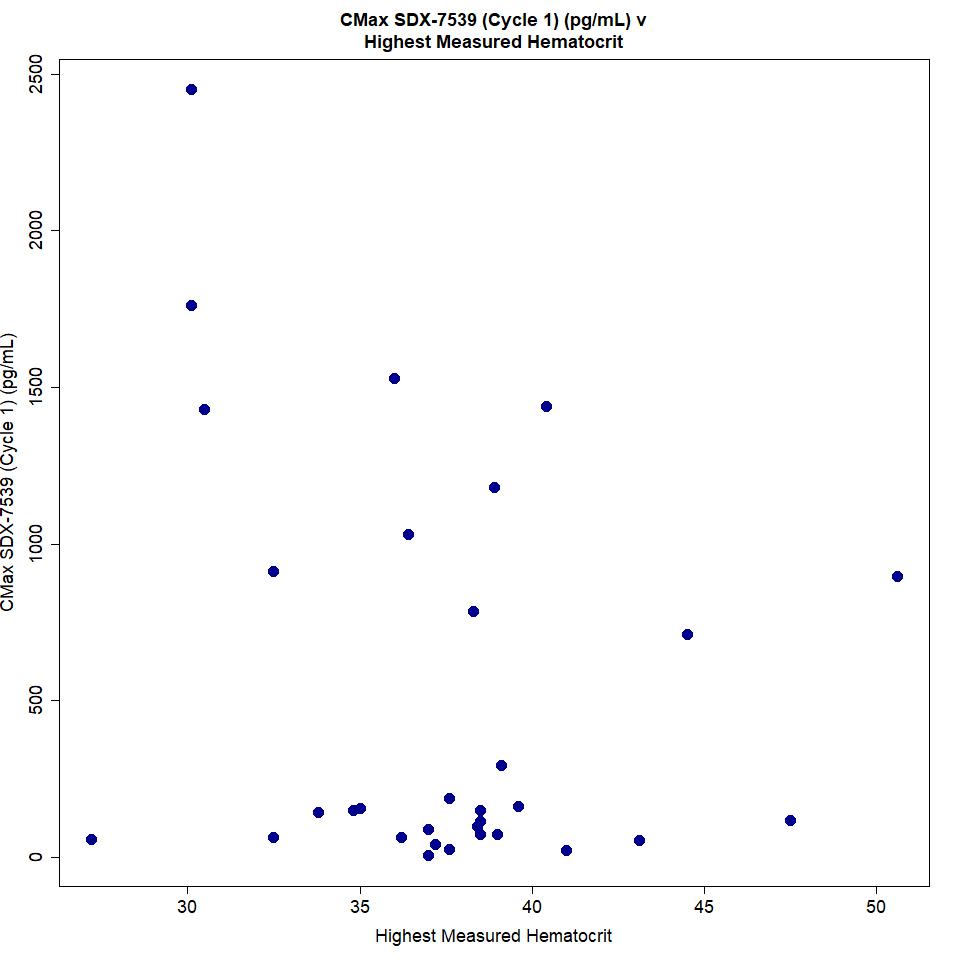 CMax SDX-7539 (Cycle 1) (pg/mL) v
Highest Measured Hematocrit
CMax SDX-7539 (Cycle 1) (pg/mL)
2500
2000
1500
1000
500
0
30 35 40 45 50
Highest Measured Hematocrit